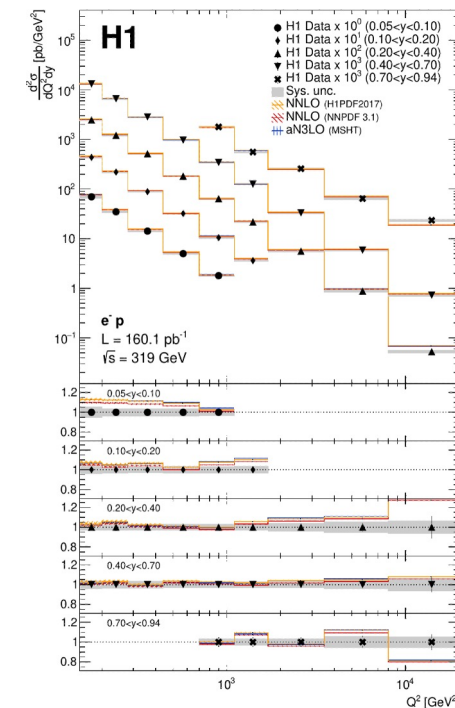 H1
H1 Data x 10⁰ (0.05<y<0.10)
H1 Data x 10¹ (0.10<y<0.20)
H1 Data x 10² (0.20<y<0.40)
H1 Data x 10³ (0.40<y<0.70)
H1 Data x 10³ (0.70<y<0.94)
Sys. unc.
NNLO (H1PDF2017)
NNLO (NNPDF 3.1)
aN3LO (MSHT)
d²σ/dQ²dy [pb/GeV²]
10⁵
10⁴
10³
10²
10
1
10⁻¹
e⁻p
L = 160.1 pb⁻¹
√s = 319 GeV
1.2
1
0.8
0.05<y<0.10
1.2
1
0.8
0.10<y<0.20
1.2
1
0.8
0.20<y<0.40
1.2
1
0.8
0.40<y<0.70
1.2
1
0.8
0.70<y<0.94
10³
10⁴
Q² [GeV²